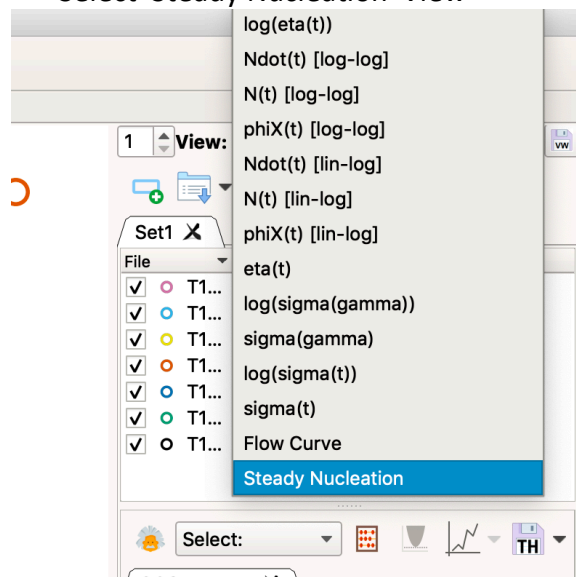 Select Steady Nucleation view
log(eta(t))
Ndot(t) [log-log]
N(t) [log-log]
phiX(t) [log-log]
Ndot(t) [lin-log]
N(t) [lin-log]
phiX(t) [lin-log]
eta(t)
log(sigma(gamma))
sigma(gamma)
log(sigma(t))
sigma(t)
Flow Curve
Steady Nucleation
1 View:
VW
Set1
File
T1...
T1...
T1...
T1...
T1...
T1...
T1...
Select:
TH